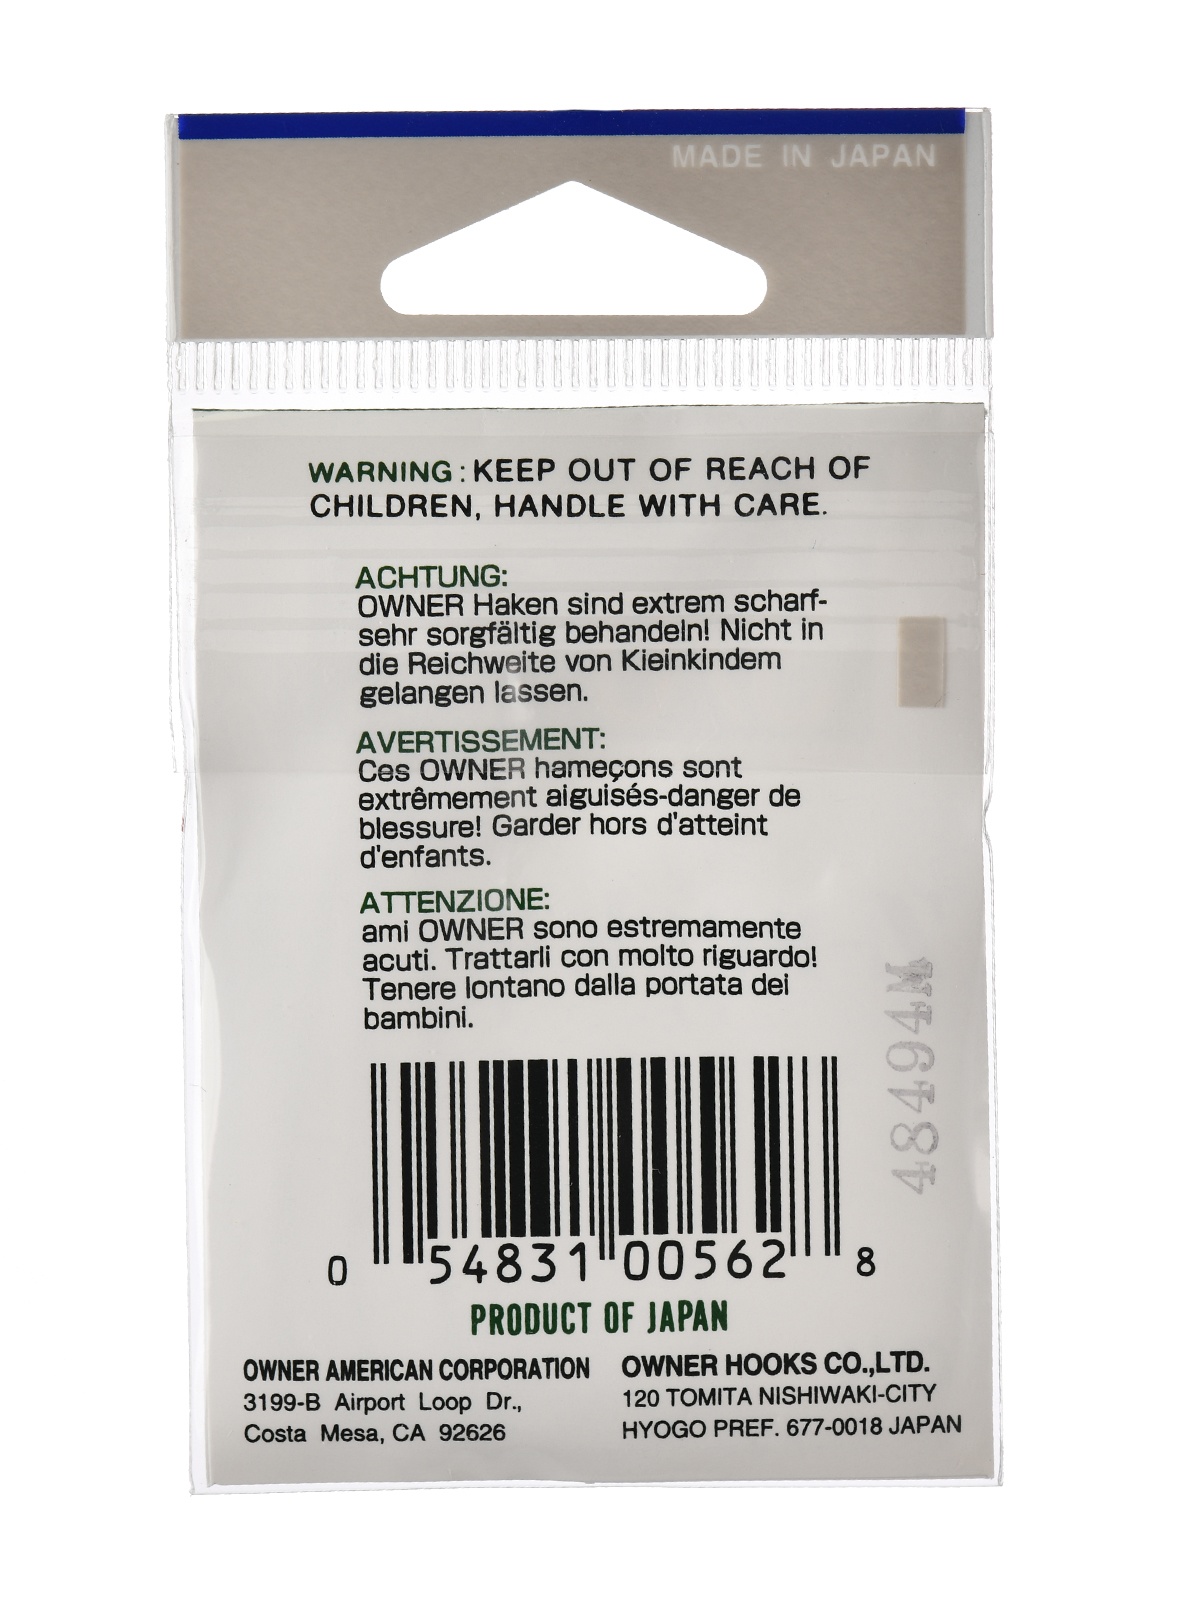 MADE IN JAPAN
WARNING: KEEP OUT OF REACH OF
CHILDREN, HANDLE WITH CARE.
ACHTUNG:
OWNER Haken sind extrem scharf-
sehr sorgfältig behandeln! Nicht in
die Reichweite von Kieinkindem
gelangen lassen.
AVERTISSEMENT:
Ces OWNER hameçons sont
extrêmement aiguisés-danger de
blessure! Garder hors d'atteint
d'enfants.
ATTENZIONE:
ami OWNER sono estremamente
acuti. Trattarli con molto riguardo!
Tenere lontano dalla portata dei
bambini.
48494M
0 54831 00562 8
PRODUCT OF JAPAN
OWNER AMERICAN CORPORATION
3199-B Airport Loop Dr.,
Costa Mesa, CA 92626
OWNER HOOKS CO.,LTD.
120 TOMITA NISHIWAKI-CITY
HYOGO PREF. 677-0018 JAPAN